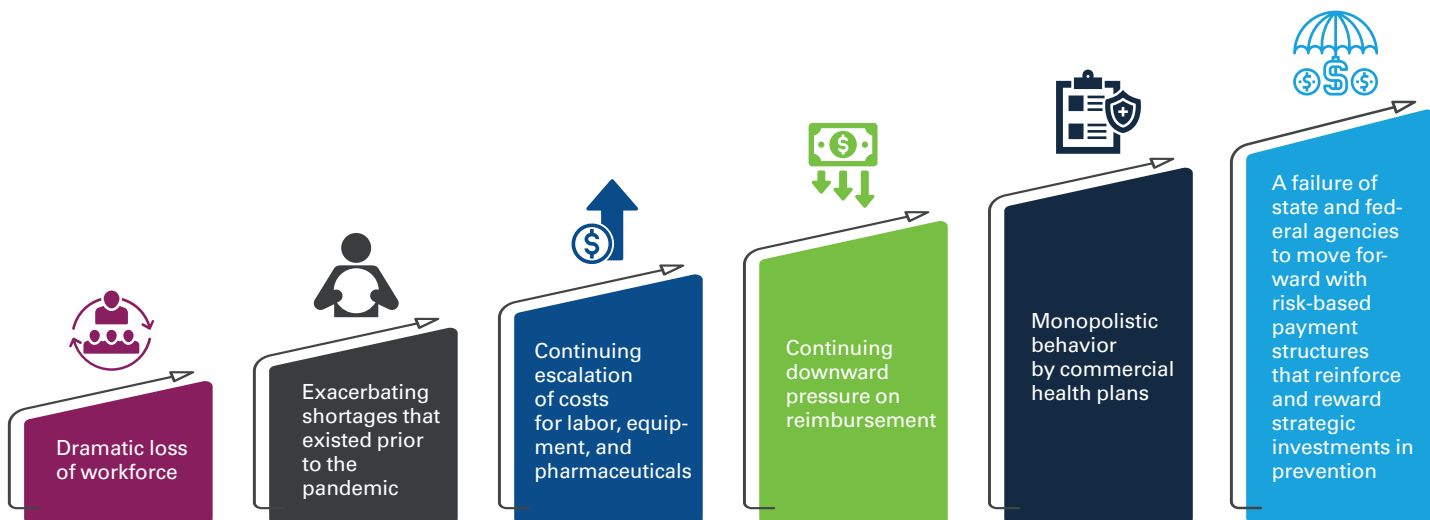 Dramatic loss
of workforce
Exacerbating
shortages that
existed prior
to the
pandemic
Continuing
escalation
of costs
for labor, equip-
ment, and
pharmaceuticals
Continuing
downward
pressure on
reimbursement
Monopolistic
behavior
by commercial
health plans
A failure of
state and fed-
eral agencies
to move for-
ward with
risk-based
payment
structures
that reinforce
and reward
strategic
investments in
prevention